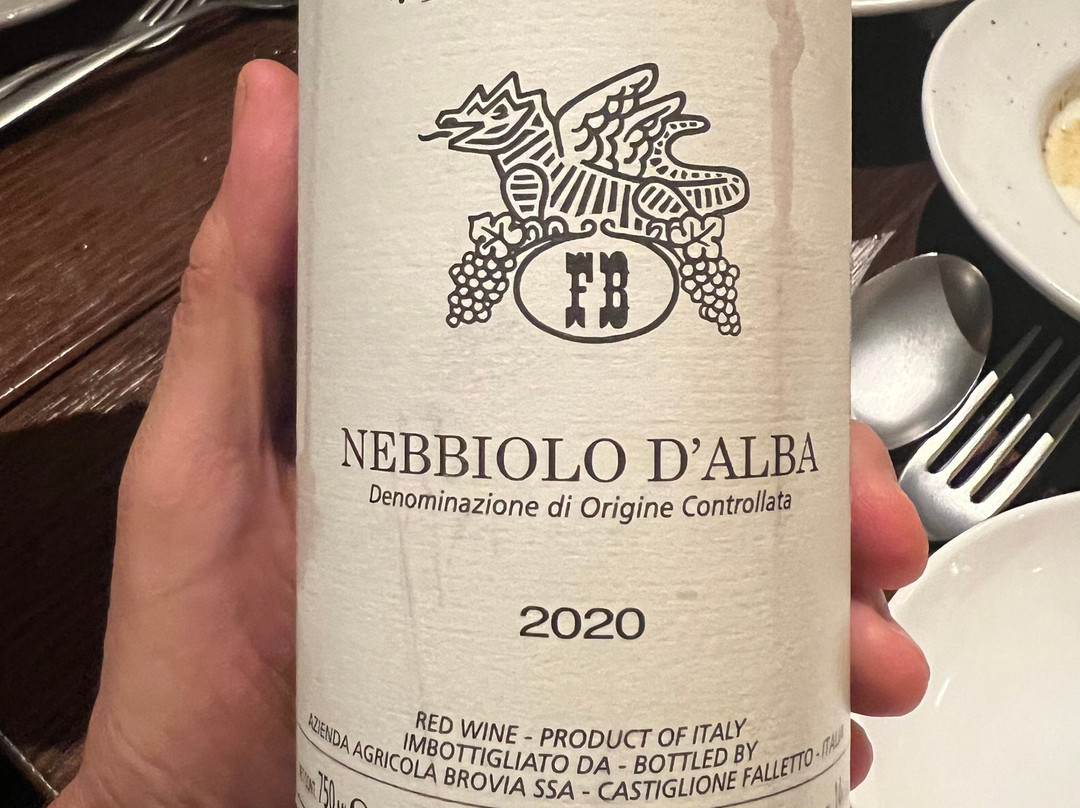 FB
NEBBIOLO D'ALBA
Denominazione di Origine Controllata
2020
RED WINE - PRODUCT OF ITALY
IMBOTTIGLIATO DA - BOTTLED BY
AZIENDA AGRICOLA BROVIA SSA - CASTIGLIONE FALLETTO - ITALIA
750